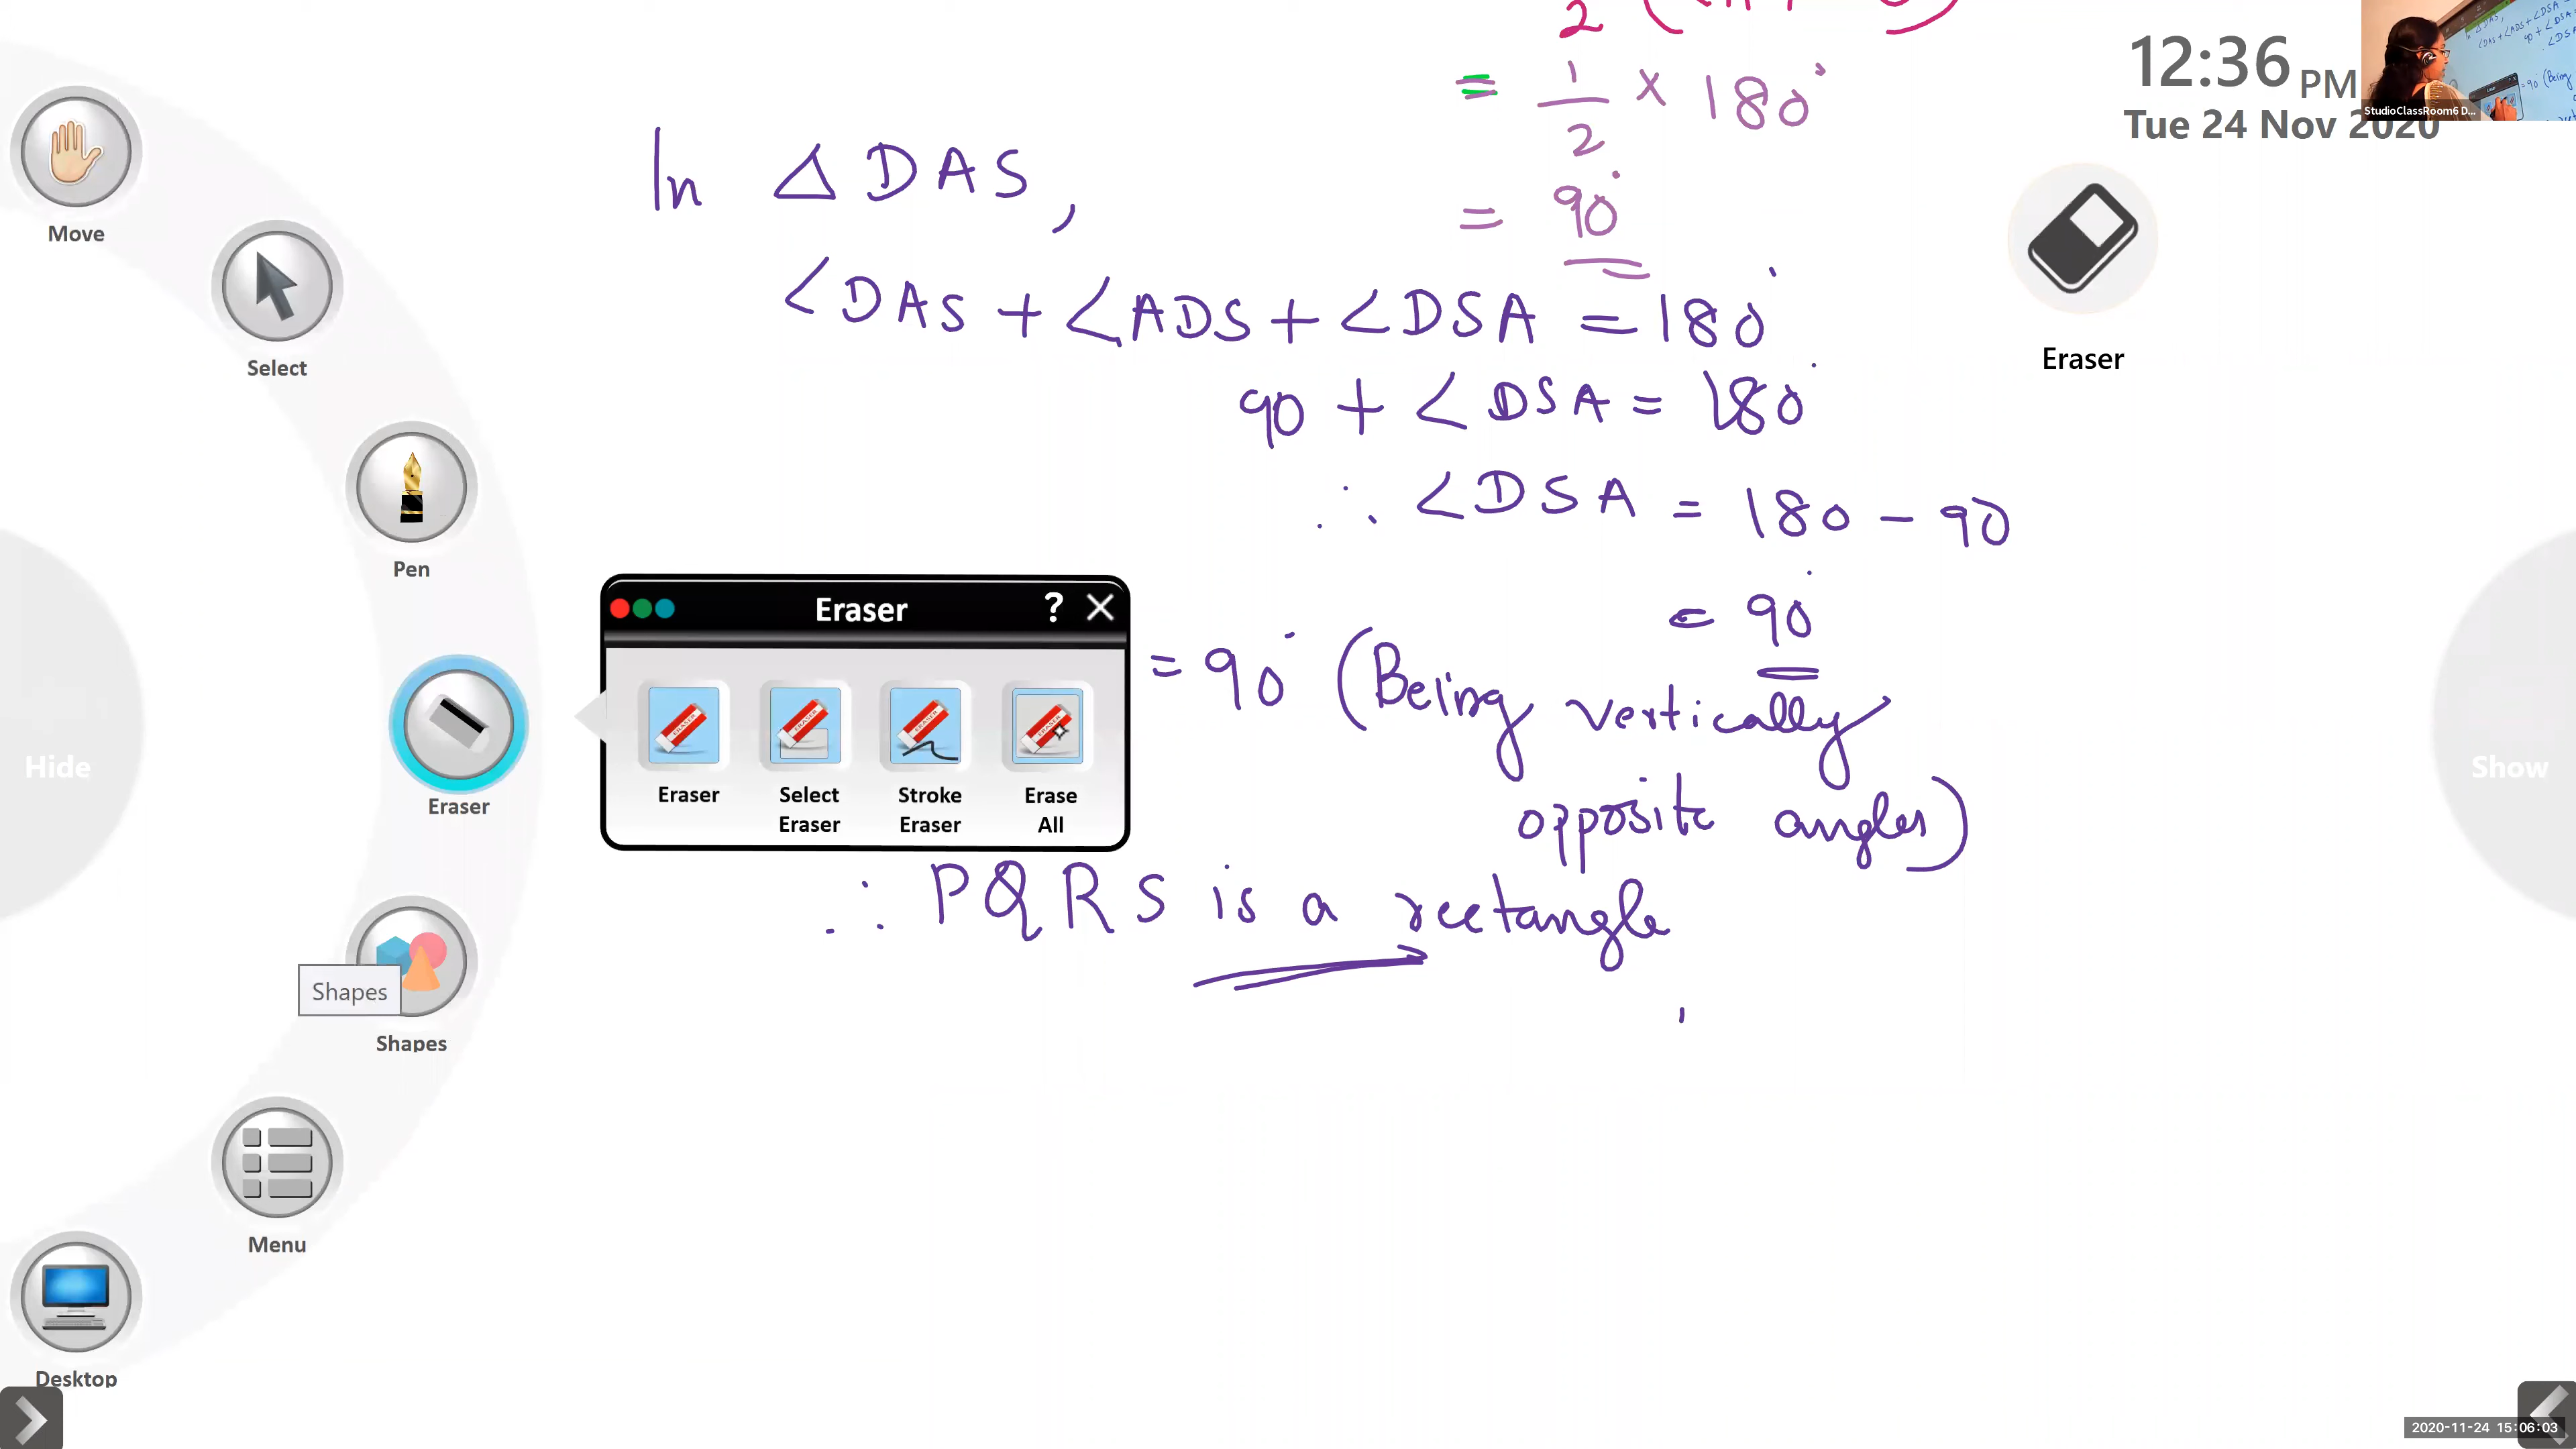 2
= 1/2 × 180°
= 90°
In △ DAS,
∠DAS + ∠ADS + ∠DSA = 180°
90 + ∠DSA = 180°
∴ ∠DSA = 180 − 90
= 90°
= 90° (Being vertically
opposite angles)
∴ PQRS is a rectangle
12:36 PM
Tue 24 Nov 2020
StudioClassRoom6 D...
Eraser
Move
Select
Pen
Eraser
Shapes
Shapes
Menu
Desktop
Hide
Show
Eraser ?
Eraser
Select
Eraser
Stroke
Eraser
Erase
All
2020-11-24 15:06:03